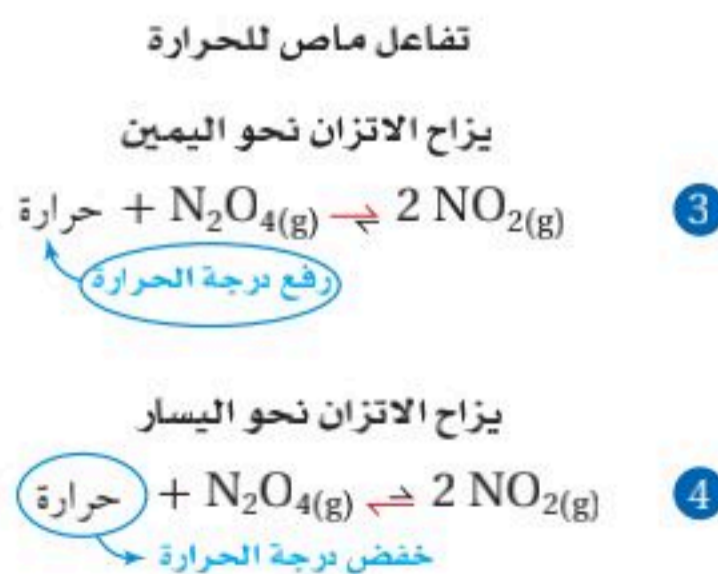 تفاعل ماص للحرارة
يزاح الاتزان نحو اليمين
حرارة + N₂O₄(g) ⇌ 2 NO₂(g) 3
رفع درجة الحرارة
يزاح الاتزان نحو اليسار
حرارة + N₂O₄(g) ⇌ 2 NO₂(g) 4
خفض درجة الحرارة